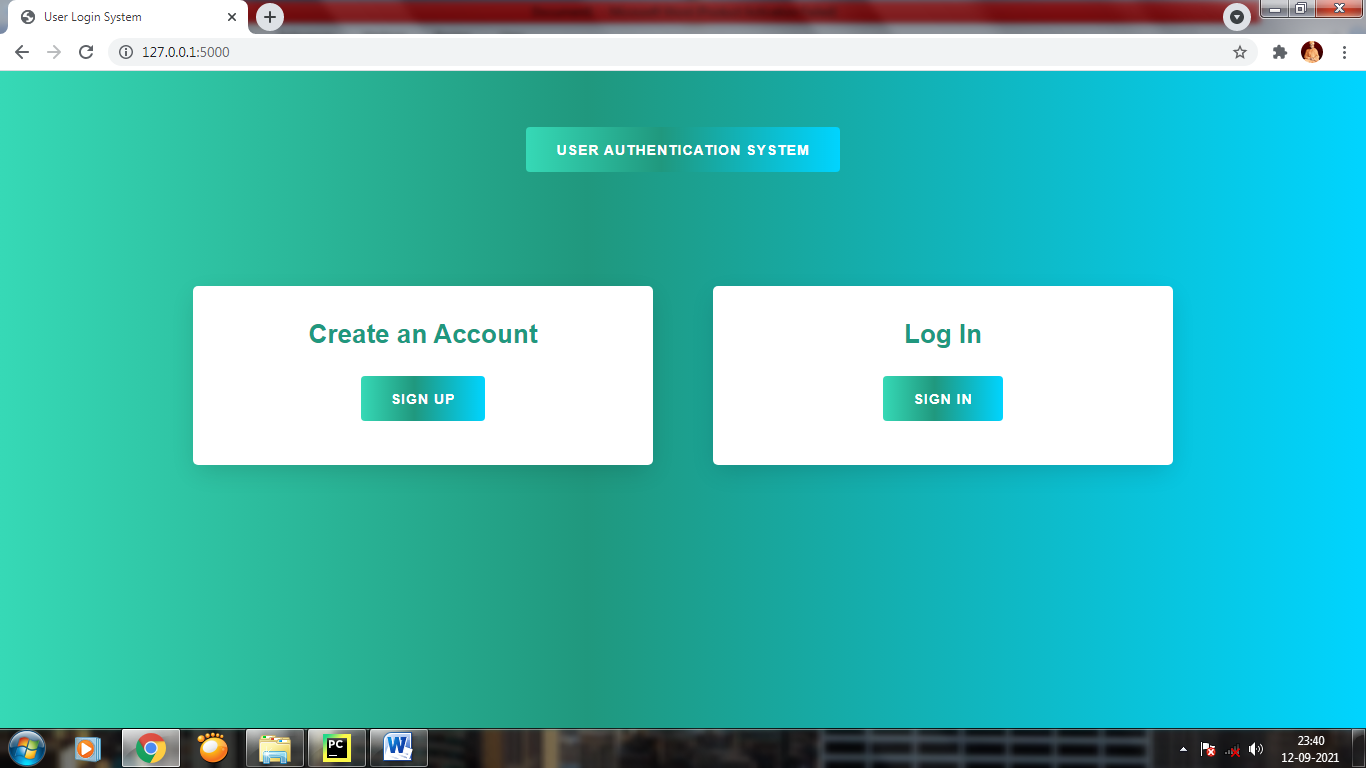 User Login System
127.0.0.1:5000
USER AUTHENTICATION SYSTEM
Create an Account
SIGN UP
Log In
SIGN IN
PC
W
23:40
12-09-2021